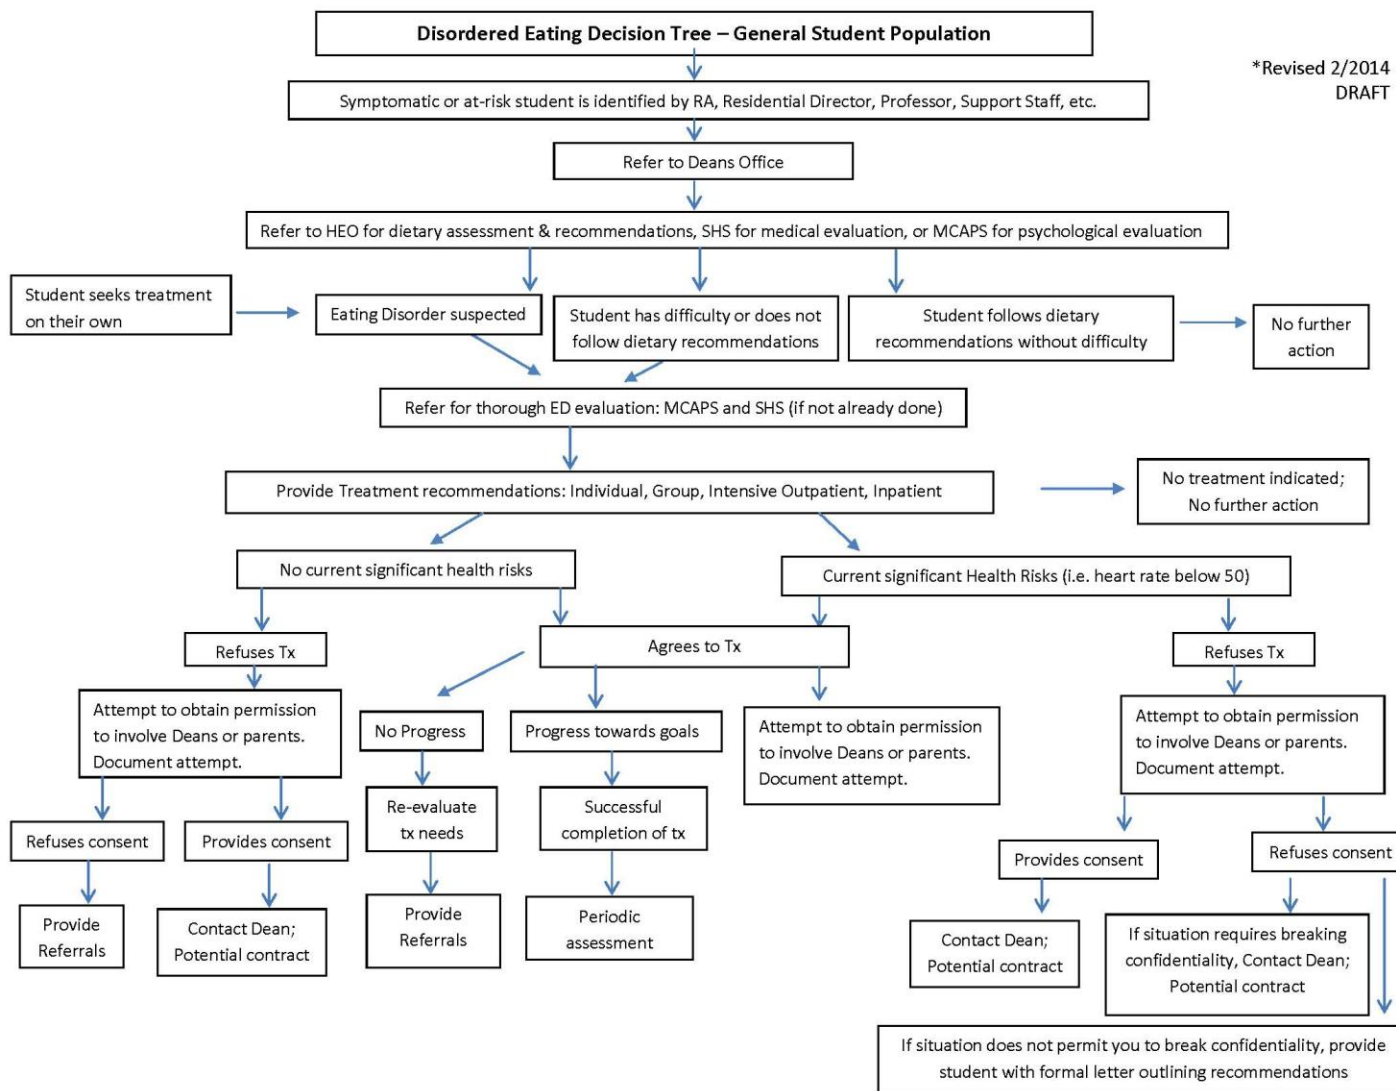 Disordered Eating Decision Tree – General Student Population
*Revised 2/2014
DRAFT
Symptomatic or at-risk student is identified by RA, Residential Director, Professor, Support Staff, etc.
Refer to Deans Office
Refer to HEO for dietary assessment & recommendations, SHS for medical evaluation, or MCAPS for psychological evaluation
Student seeks treatment
on their own
Eating Disorder suspected
Student has difficulty or does not
follow dietary recommendations
Student follows dietary
recommendations without difficulty
No further
action
Refer for thorough ED evaluation: MCAPS and SHS (if not already done)
Provide Treatment recommendations: Individual, Group, Intensive Outpatient, Inpatient
No treatment indicated;
No further action
No current significant health risks
Current significant Health Risks (i.e. heart rate below 50)
Refuses Tx
Agrees to Tx
Refuses Tx
Attempt to obtain permission
to involve Deans or parents.
Document attempt.
No Progress
Progress towards goals
Attempt to obtain permission
to involve Deans or parents.
Document attempt.
Attempt to obtain permission
to involve Deans or parents.
Document attempt.
Refuses consent
Provides consent
Re-evaluate
tx needs
Successful
completion of tx
Provides consent
Refuses consent
Provide
Referrals
Contact Dean;
Potential contract
Provide
Referrals
Periodic
assessment
Contact Dean;
Potential contract
If situation requires breaking
confidentiality, Contact Dean;
Potential contract
If situation does not permit you to break confidentiality, provide
student with formal letter outlining recommendations